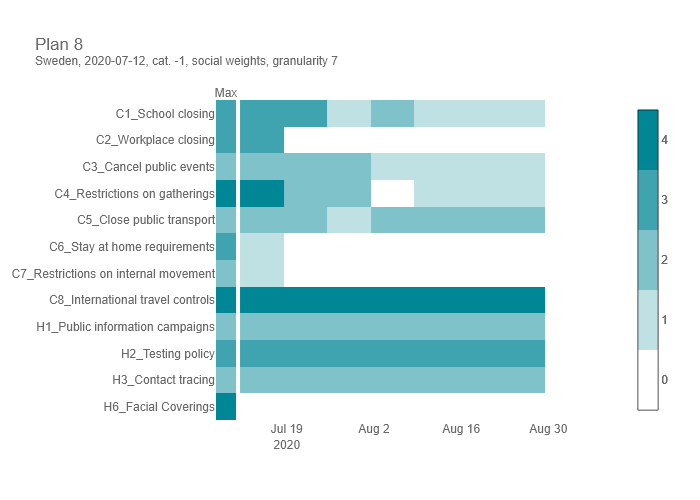 Plan 8
Sweden, 2020-07-12, cat. -1, social weights, granularity 7
Max
C1_School closing
C2_Workplace closing
C3_Cancel public events
C4_Restrictions on gatherings
C5_Close public transport
C6_Stay at home requirements
C7_Restrictions on internal movement
C8_International travel controls
H1_Public information campaigns
H2_Testing policy
H3_Contact tracing
H6_Facial Coverings
Jul 19 Aug 2 Aug 16 Aug 30
2020
4
3
2
1
0